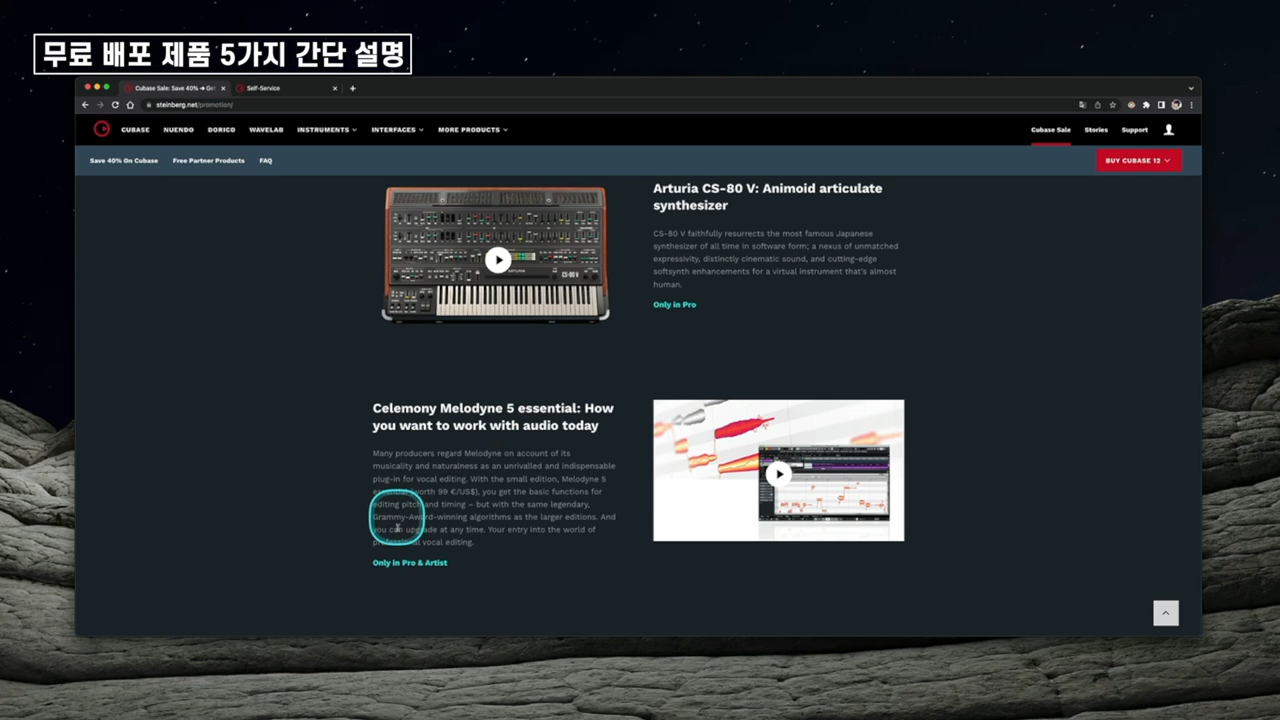 무료 배포 제품 5가지 간단 설명
Cubase Sale: Save 40% → Get
Self-Service
steinberg.net/promotion/
CUBASE NUENDO DORICO WAVELAB INSTRUMENTS INTERFACES MORE PRODUCTS Cubase Sale Stories Support
Save 40% On Cubase Free Partner Products FAQ BUY CUBASE 12
Arturia CS-80 V: Animoid articulate
synthesizer
CS-80 V faithfully resurrects the most famous Japanese
synthesizer of all time in software form; a nexus of unmatched
expressivity, distinctly cinematic sound, and cutting-edge
softsynth enhancements for a virtual instrument that's almost
human.
Only in Pro
ARTURIA
CS-80 V
Celemony Melodyne 5 essential: How
you want to work with audio today
Many producers regard Melodyne on account of its
musicality and naturalness as an unrivalled and indispensable
plug-in for vocal editing. With the small edition, Melodyne 5
essential (worth 99 €/US$), you get the basic functions for
editing pitch and timing – but with the same legendary,
Grammy-Award-winning algorithms as the larger editions. And
you can upgrade at any time. Your entry into the world of
professional vocal editing.
Only in Pro & Artist